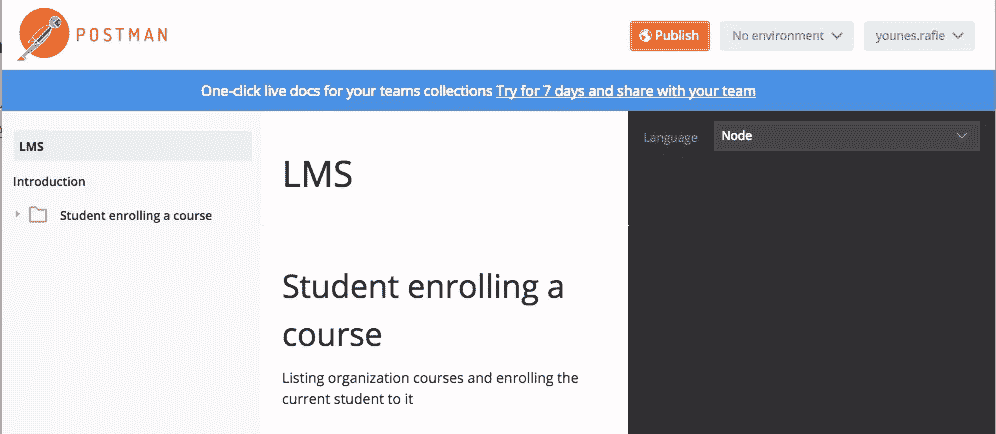 POSTMAN
Publish
No environment
younes.rafie
One-click live docs for your teams collections Try for 7 days and share with your team
LMS
Introduction
Student enrolling a course
LMS
Student enrolling a
course
Listing organization courses and enrolling the
current student to it
Language
Node